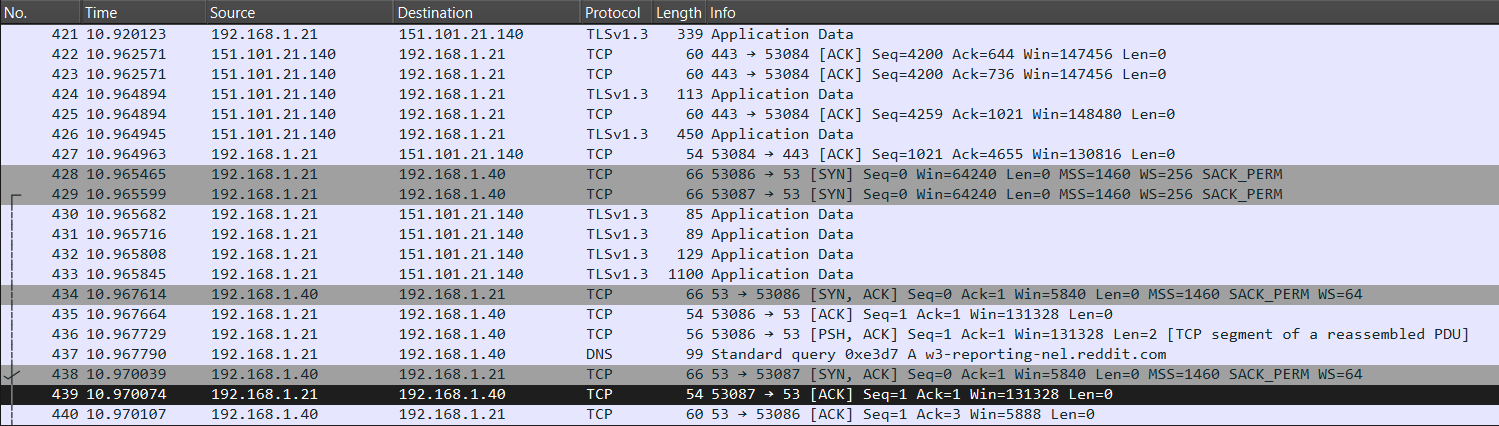 No. Time Source Destination Protocol Length Info
421 10.920123 192.168.1.21 151.101.21.140 TLSv1.3 339 Application Data
422 10.962571 151.101.21.140 192.168.1.21 TCP 60 443 → 53084 [ACK] Seq=4200 Ack=644 Win=147456 Len=0
423 10.962571 151.101.21.140 192.168.1.21 TCP 60 443 → 53084 [ACK] Seq=4200 Ack=736 Win=147456 Len=0
424 10.964894 151.101.21.140 192.168.1.21 TLSv1.3 113 Application Data
425 10.964894 151.101.21.140 192.168.1.21 TCP 60 443 → 53084 [ACK] Seq=4259 Ack=1021 Win=148480 Len=0
426 10.964945 151.101.21.140 192.168.1.21 TLSv1.3 450 Application Data
427 10.964963 192.168.1.21 151.101.21.140 TCP 54 53084 → 443 [ACK] Seq=1021 Ack=4655 Win=130816 Len=0
428 10.965465 192.168.1.21 192.168.1.40 TCP 66 53086 → 53 [SYN] Seq=0 Win=64240 Len=0 MSS=1460 WS=256 SACK_PERM
429 10.965599 192.168.1.21 192.168.1.40 TCP 66 53087 → 53 [SYN] Seq=0 Win=64240 Len=0 MSS=1460 WS=256 SACK_PERM
430 10.965682 192.168.1.21 151.101.21.140 TLSv1.3 85 Application Data
431 10.965716 192.168.1.21 151.101.21.140 TLSv1.3 89 Application Data
432 10.965808 192.168.1.21 151.101.21.140 TLSv1.3 129 Application Data
433 10.965845 192.168.1.21 151.101.21.140 TLSv1.3 1100 Application Data
434 10.967614 192.168.1.40 192.168.1.21 TCP 66 53 → 53086 [SYN, ACK] Seq=0 Ack=1 Win=5840 Len=0 MSS=1460 SACK_PERM WS=64
435 10.967664 192.168.1.21 192.168.1.40 TCP 54 53086 → 53 [ACK] Seq=1 Ack=1 Win=131328 Len=0
436 10.967729 192.168.1.21 192.168.1.40 TCP 56 53086 → 53 [PSH, ACK] Seq=1 Ack=1 Win=131328 Len=2 [TCP segment of a reassembled PDU]
437 10.967790 192.168.1.21 192.168.1.40 DNS 99 Standard query 0xe3d7 A w3-reporting-nel.reddit.com
438 10.970039 192.168.1.40 192.168.1.21 TCP 66 53 → 53087 [SYN, ACK] Seq=0 Ack=1 Win=5840 Len=0 MSS=1460 SACK_PERM WS=64
439 10.970074 192.168.1.21 192.168.1.40 TCP 54 53087 → 53 [ACK] Seq=1 Ack=1 Win=131328 Len=0
440 10.970107 192.168.1.40 192.168.1.21 TCP 60 53 → 53086 [ACK] Seq=1 Ack=3 Win=5888 Len=0